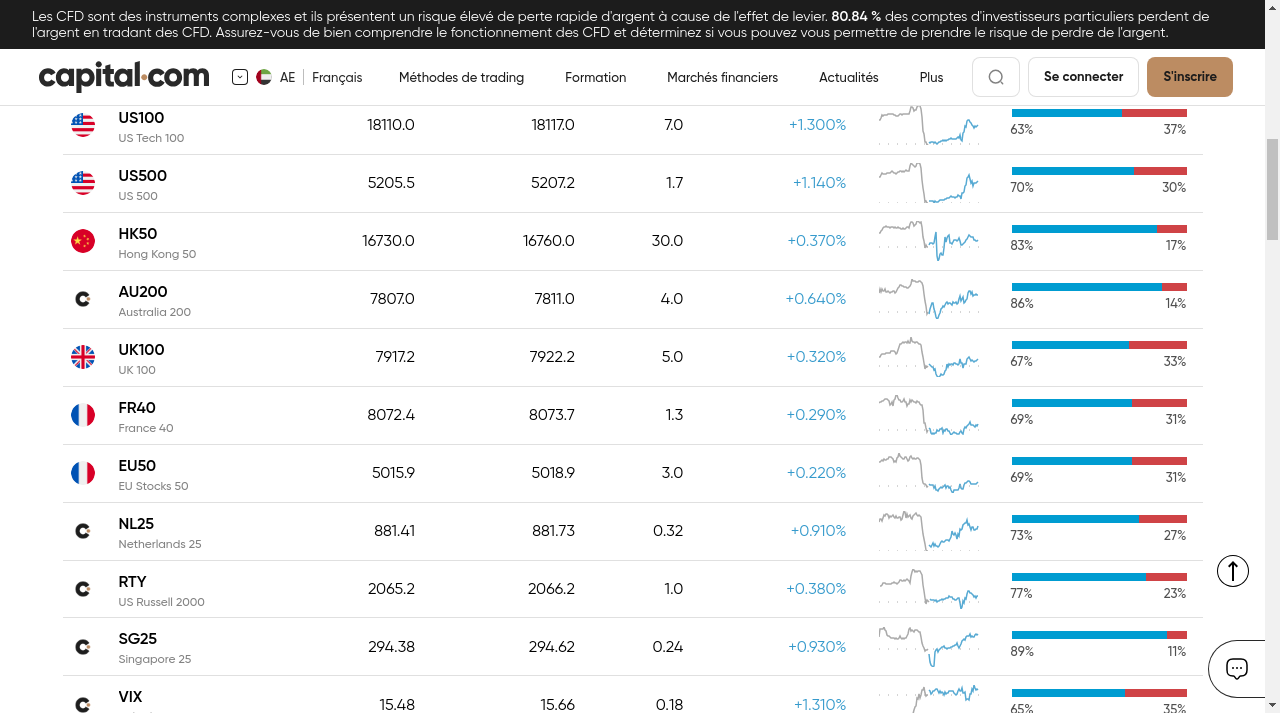 Les CFD sont des instruments complexes et ils présentent un risque élevé de perte rapide d'argent à cause de l'effet de levier. 80.84 % des comptes d'investisseurs particuliers perdent de
l'argent en tradant des CFD. Assurez-vous de bien comprendre le fonctionnement des CFD et déterminez si vous pouvez vous permettre de prendre le risque de perdre de l'argent.
capital.com AE Français Méthodes de trading Formation Marchés financiers Actualités Plus Se connecter S'inscrire
US100 18110.0 18117.0 7.0 +1.300%
US Tech 100 63% 37%
US500 5205.5 5207.2 1.7 +1.140%
US 500 70% 30%
HK50 16730.0 16760.0 30.0 +0.370%
Hong Kong 50 83% 17%
AU200 7807.0 7811.0 4.0 +0.640%
Australia 200 86% 14%
UK100 7917.2 7922.2 5.0 +0.320%
UK 100 67% 33%
FR40 8072.4 8073.7 1.3 +0.290%
France 40 69% 31%
EU50 5015.9 5018.9 3.0 +0.220%
EU Stocks 50 69% 31%
NL25 881.41 881.73 0.32 +0.910%
Netherlands 25 73% 27%
RTY 2065.2 2066.2 1.0 +0.380%
US Russell 2000 77% 23%
SG25 294.38 294.62 0.24 +0.930%
Singapore 25 89% 11%
VIX 15.48 15.66 0.18 +1.310%
65% 35%